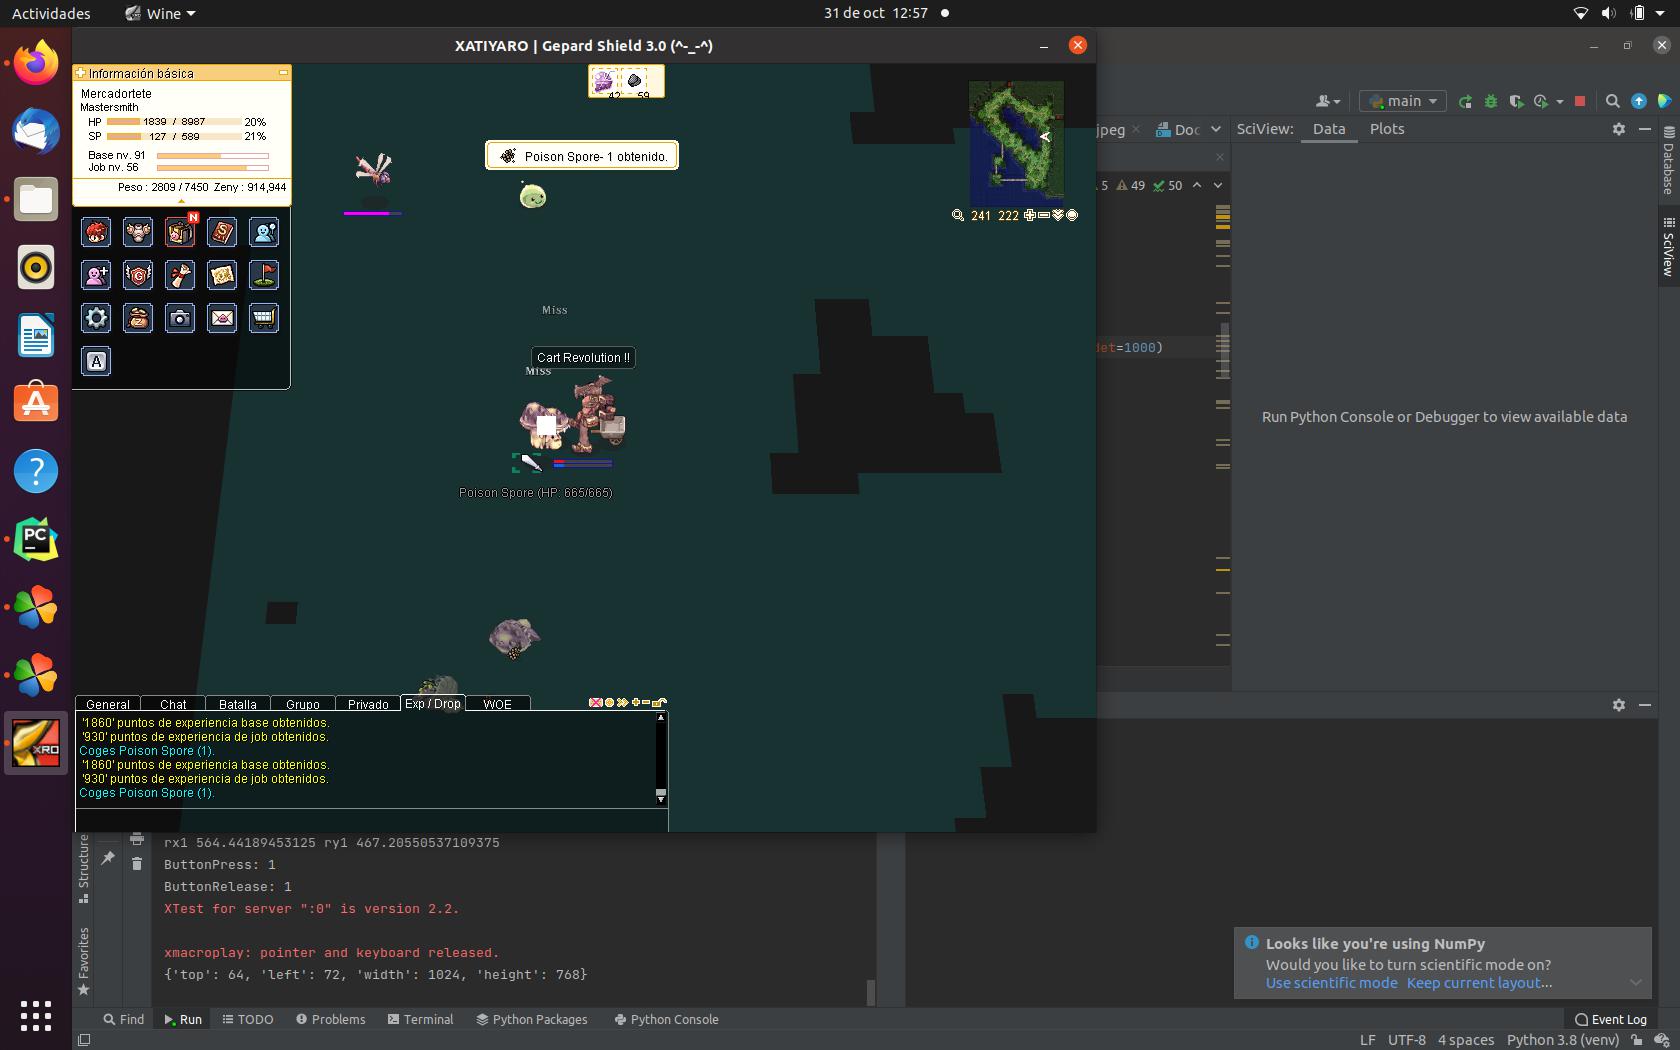 Actividades
Wine
31 de oct 12:57
XATIYARO | Gepard Shield 3.0 (^-_-^)
Información básica
Mercadortete
Mastersmith
HP 1839 / 8987 20%
SP 127 / 589 21%
Base nv. 91
Job nv. 56
Peso : 2809 / 7450 Zeny : 914,944
N
A
42 59
Poison Spore- 1 obtenido.
241 222
Miss
Cart Revolution !!
Miss
Poison Spore (HP: 665/665)
General Chat Batalla Grupo Privado Exp / Drop WOE
'1860' puntos de experiencia base obtenidos.
'930' puntos de experiencia de job obtenidos.
Coges Poison Spore (1).
'1860' puntos de experiencia base obtenidos.
'930' puntos de experiencia de job obtenidos.
Coges Poison Spore (1).
PC
XRO
main
jpeg
Doc
SciView: Data Plots
5 49 50
=1000)
Run Python Console or Debugger to view available data
Database
SciView
Structure
Favorites
rx1 564.44189453125 ry1 467.20550537109375
ButtonPress: 1
ButtonRelease: 1
XTest for server ":0" is version 2.2.
xmacroplay: pointer and keyboard released.
{'top': 64, 'left': 72, 'width': 1024, 'height': 768}
Looks like you're using NumPy
Would you like to turn scientific mode on?
Use scientific mode Keep current layout...
Find Run TODO Problems Terminal Python Packages Python Console
Event Log
LF UTF-8 4 spaces Python 3.8 (venv)